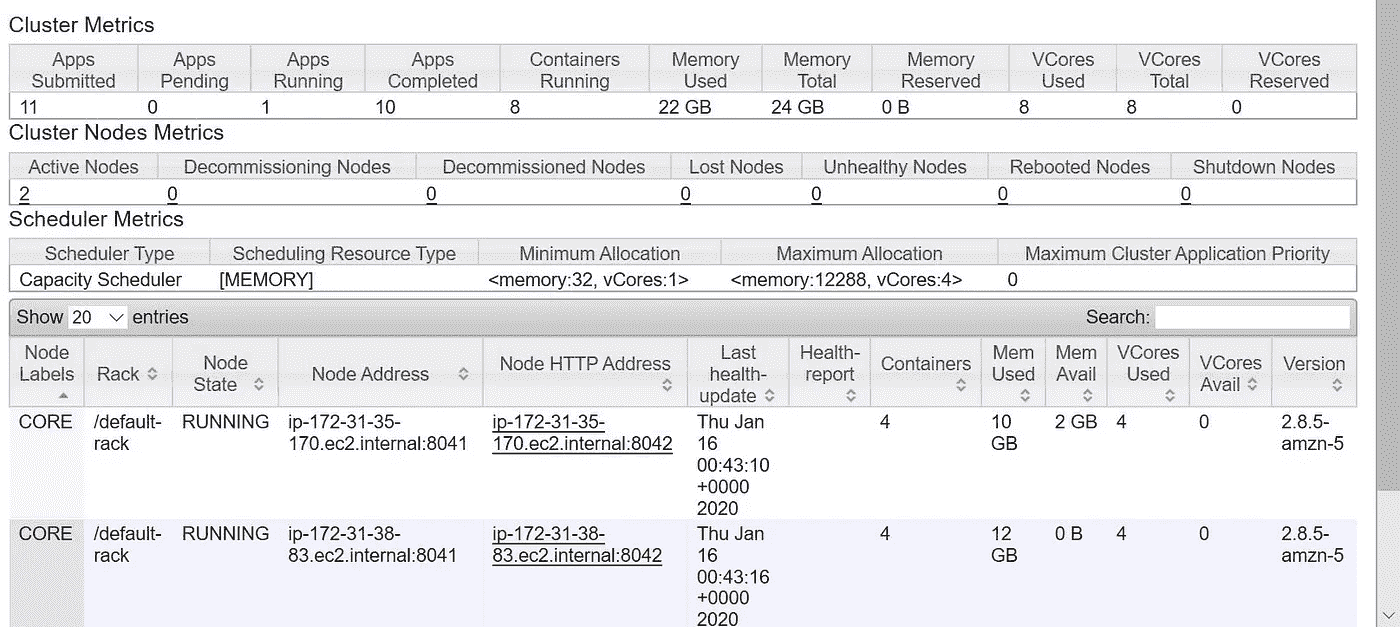 Cluster Metrics
Apps Submitted Apps Pending Apps Running Apps Completed Containers Running Memory Used Memory Total Memory Reserved VCores Used VCores Total VCores Reserved
11 0 1 10 8 22 GB 24 GB 0 B 8 8 0
Cluster Nodes Metrics
Active Nodes Decommissioning Nodes Decommissioned Nodes Lost Nodes Unhealthy Nodes Rebooted Nodes Shutdown Nodes
2 0 0 0 0 0 0
Scheduler Metrics
Scheduler Type Scheduling Resource Type Minimum Allocation Maximum Allocation Maximum Cluster Application Priority
Capacity Scheduler [MEMORY] <memory:32, vCores:1> <memory:12288, vCores:4> 0
Show 20 entries Search:
Node Labels Rack Node State Node Address Node HTTP Address Last health-update Health-report Containers Mem Used Mem Avail VCores Used VCores Avail Version
CORE /default-rack RUNNING ip-172-31-35-170.ec2.internal:8041 ip-172-31-35-170.ec2.internal:8042 Thu Jan 16 00:43:10 +0000 2020 4 10 GB 2 GB 4 0 2.8.5-amzn-5
CORE /default-rack RUNNING ip-172-31-38-83.ec2.internal:8041 ip-172-31-38-83.ec2.internal:8042 Thu Jan 16 00:43:16 +0000 2020 4 12 GB 0 B 4 0 2.8.5-amzn-5